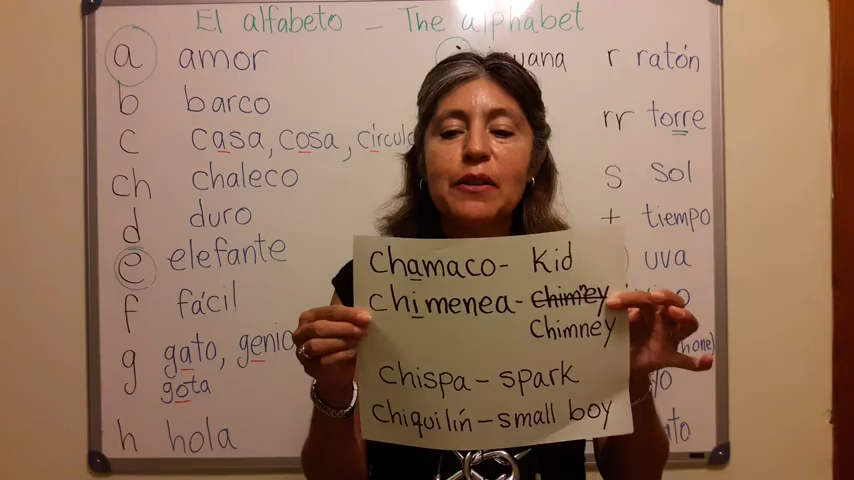 El alfabeto - The alphabet
a amor
b barco
c casa, cosa, círculo
ch chaleco
d duro
e elefante
f fácil
g gato, genio
gota
h hola
r ratón
rr torre
s sol
t tiempo
uva
Chamaco - Kid
Chimenea - Chimney
Chimney
Chispa - spark
Chiquilín - small boy